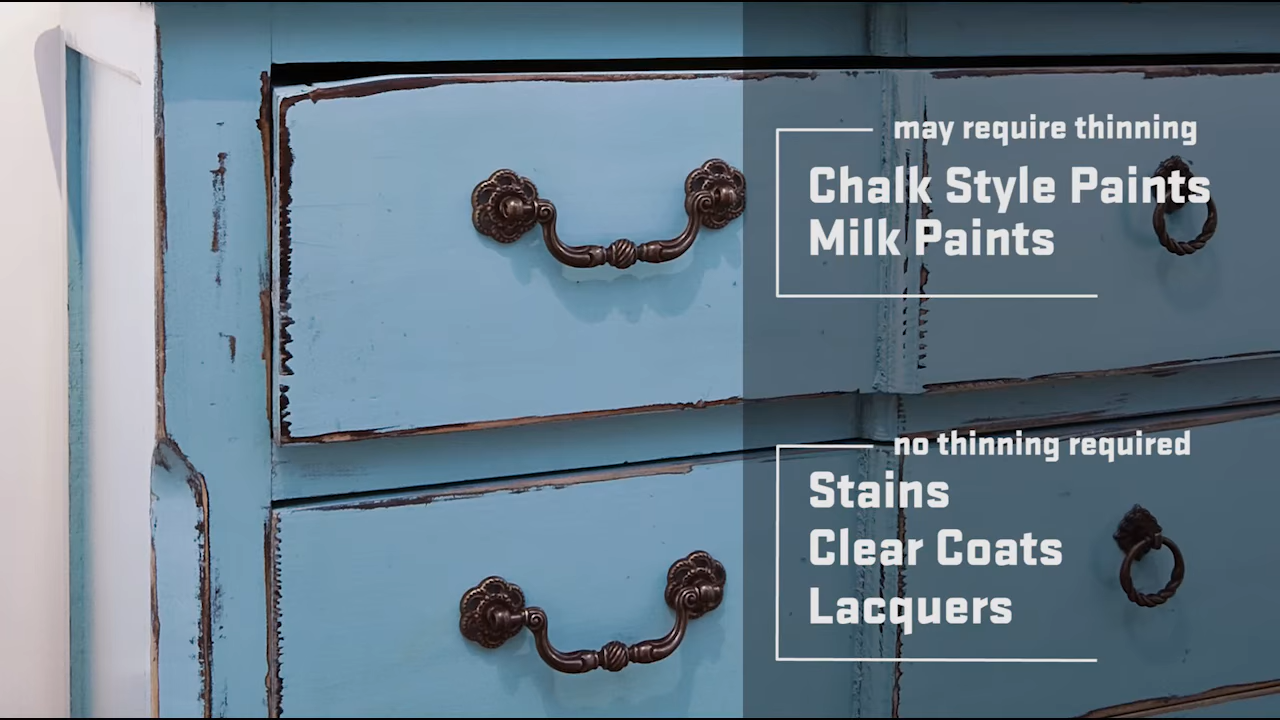 may require thinning
Chalk Style Paints
Milk Paints
no thinning required
Stains
Clear Coats
Lacquers